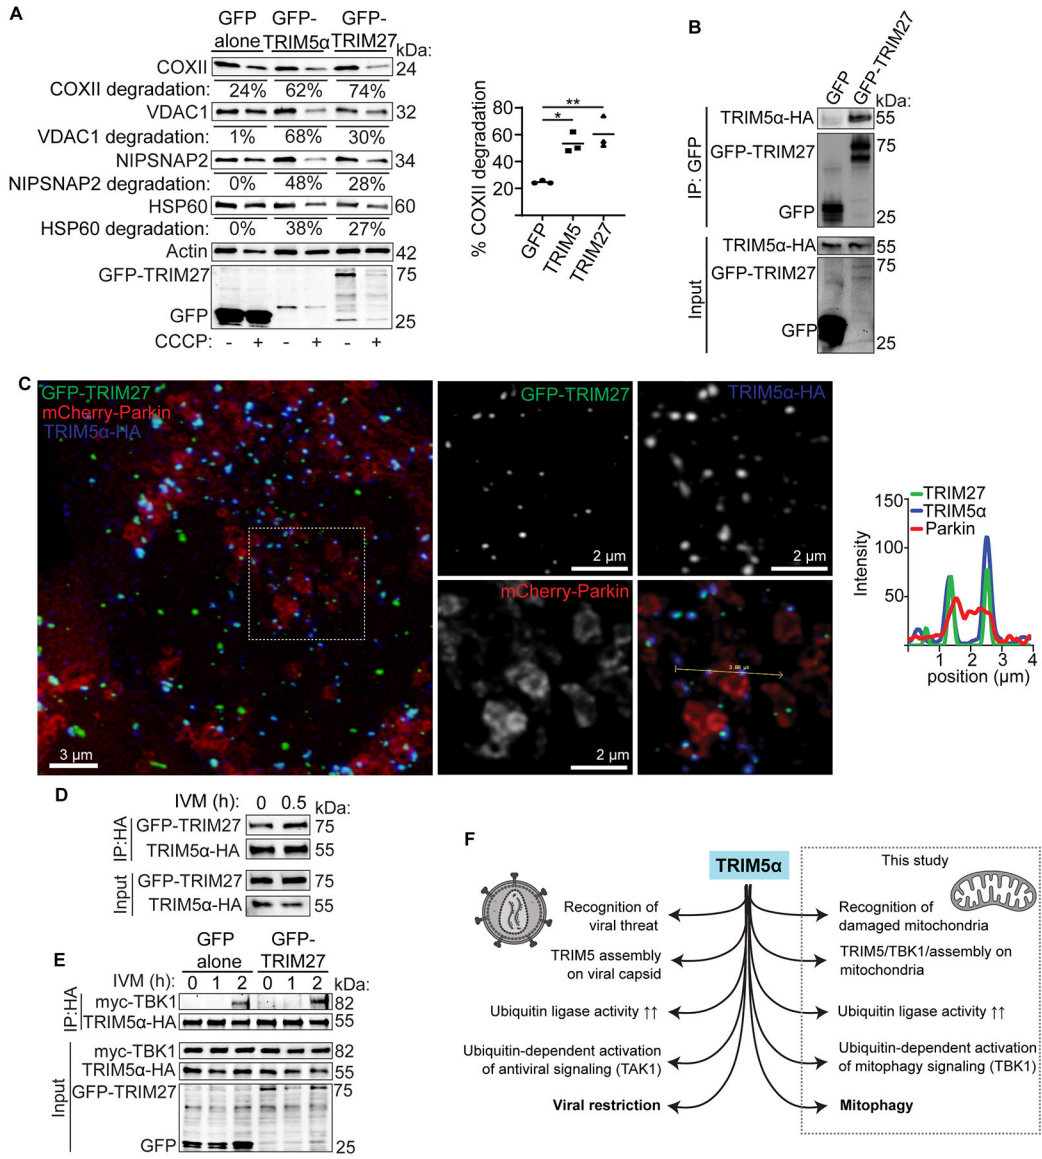 A
GFP alone GFP-TRIM5α GFP-TRIM27 kDa:
COXII 24
COXII degradation: 24% 62% 74%
VDAC1 32
VDAC1 degradation: 1% 68% 30%
NIPSNAP2 34
NIPSNAP2 degradation: 0% 48% 28%
HSP60 60
HSP60 degradation: 0% 38% 27%
Actin 42
GFP-TRIM27 75
GFP 25
CCCP: - + - + - +
% COXII degradation
80
60
40
20
* **
GFP TRIM5 TRIM27
B
GFP GFP-TRIM27 kDa:
IP: GFP
TRIM5α-HA 55
GFP-TRIM27 75
GFP 25
Input
TRIM5α-HA 55
GFP-TRIM27 75
GFP 25
C
GFP-TRIM27
mCherry-Parkin
TRIM5α-HA
3 µm
GFP-TRIM27
2 µm
TRIM5α-HA
2 µm
mCherry-Parkin
2 µm
3.88 µm
150
100
50
Intensity
TRIM27
TRIM5α
Parkin
1 2 3 4
position (µm)
D
IVM (h): 0 0.5 kDa:
IP:HA
GFP-TRIM27 75
TRIM5α-HA 55
Input
GFP-TRIM27 75
TRIM5α-HA 55
E
GFP alone GFP-TRIM27
IVM (h): 0 1 2 0 1 2 kDa:
IP:HA
myc-TBK1 82
TRIM5α-HA 55
Input
myc-TBK1 82
TRIM5α-HA 55
GFP-TRIM27 75
GFP 25
F
TRIM5α
This study
Recognition of
viral threat
TRIM5 assembly
on viral capsid
Ubiquitin ligase activity ↑↑
Ubiquitin-dependent activation
of antiviral signaling (TAK1)
Viral restriction
Recognition of
damaged mitochondria
TRIM5/TBK1/assembly on
mitochondria
Ubiquitin ligase activity ↑↑
Ubiquitin-dependent activation
of mitophagy signaling (TBK1)
Mitophagy